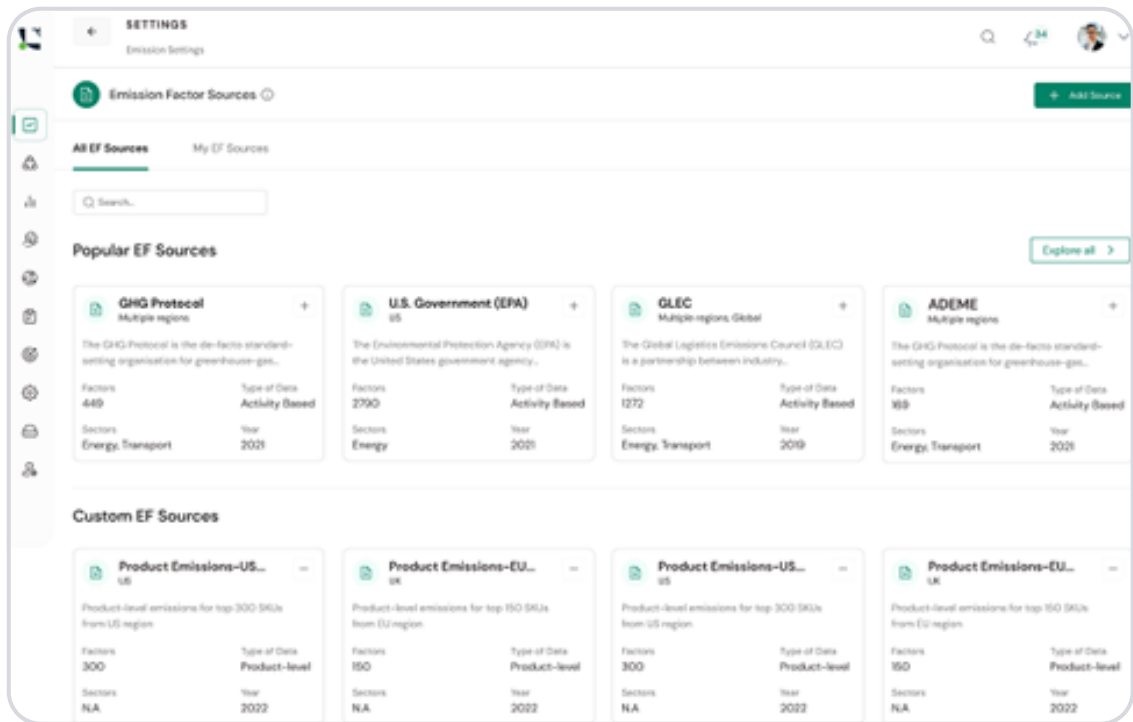 SETTINGS
Emission Settings
34
Emission Factor Sources
+ Add Source
All EF Sources
My EF Sources
Search...
Popular EF Sources
Explore all >
GHG Protocol
Multiple regions
The GHG Protocol is the de-facto standard-
setting organisation for greenhouse-gas...
Factors
Type of Data
449
Activity Based
Sectors
Year
Energy, Transport
2021
U.S. Government (EPA)
US
The Environmental Protection Agency (EPA) is
the United States government agency...
Factors
Type of Data
2790
Activity Based
Sectors
Year
Energy
2021
GLEC
Multiple regions, Global
The Global Logistics Emissions Council (GLEC)
is a partnership between industry...
Factors
Type of Data
1272
Activity Based
Sectors
Year
Energy, Transport
2019
ADEME
Multiple regions
The GHG Protocol is the de-facto standard-
setting organisation for greenhouse-gas...
Factors
Type of Data
169
Activity Based
Sectors
Year
Energy, Transport
2021
Custom EF Sources
Product Emissions-US...
US
Product-level emissions for top 300 SKUs
from US region
Factors
Type of Data
300
Product-level
Sectors
Year
N.A
2022
Product Emissions-EU...
UK
Product-level emissions for top 150 SKUs
from EU region
Factors
Type of Data
150
Product-level
Sectors
Year
N.A
2022
Product Emissions-US...
US
Product-level emissions for top 300 SKUs
from US region
Factors
Type of Data
300
Product-level
Sectors
Year
N.A
2022
Product Emissions-EU...
UK
Product-level emissions for top 150 SKUs
from EU region
Factors
Type of Data
150
Product-level
Sectors
Year
N.A
2022